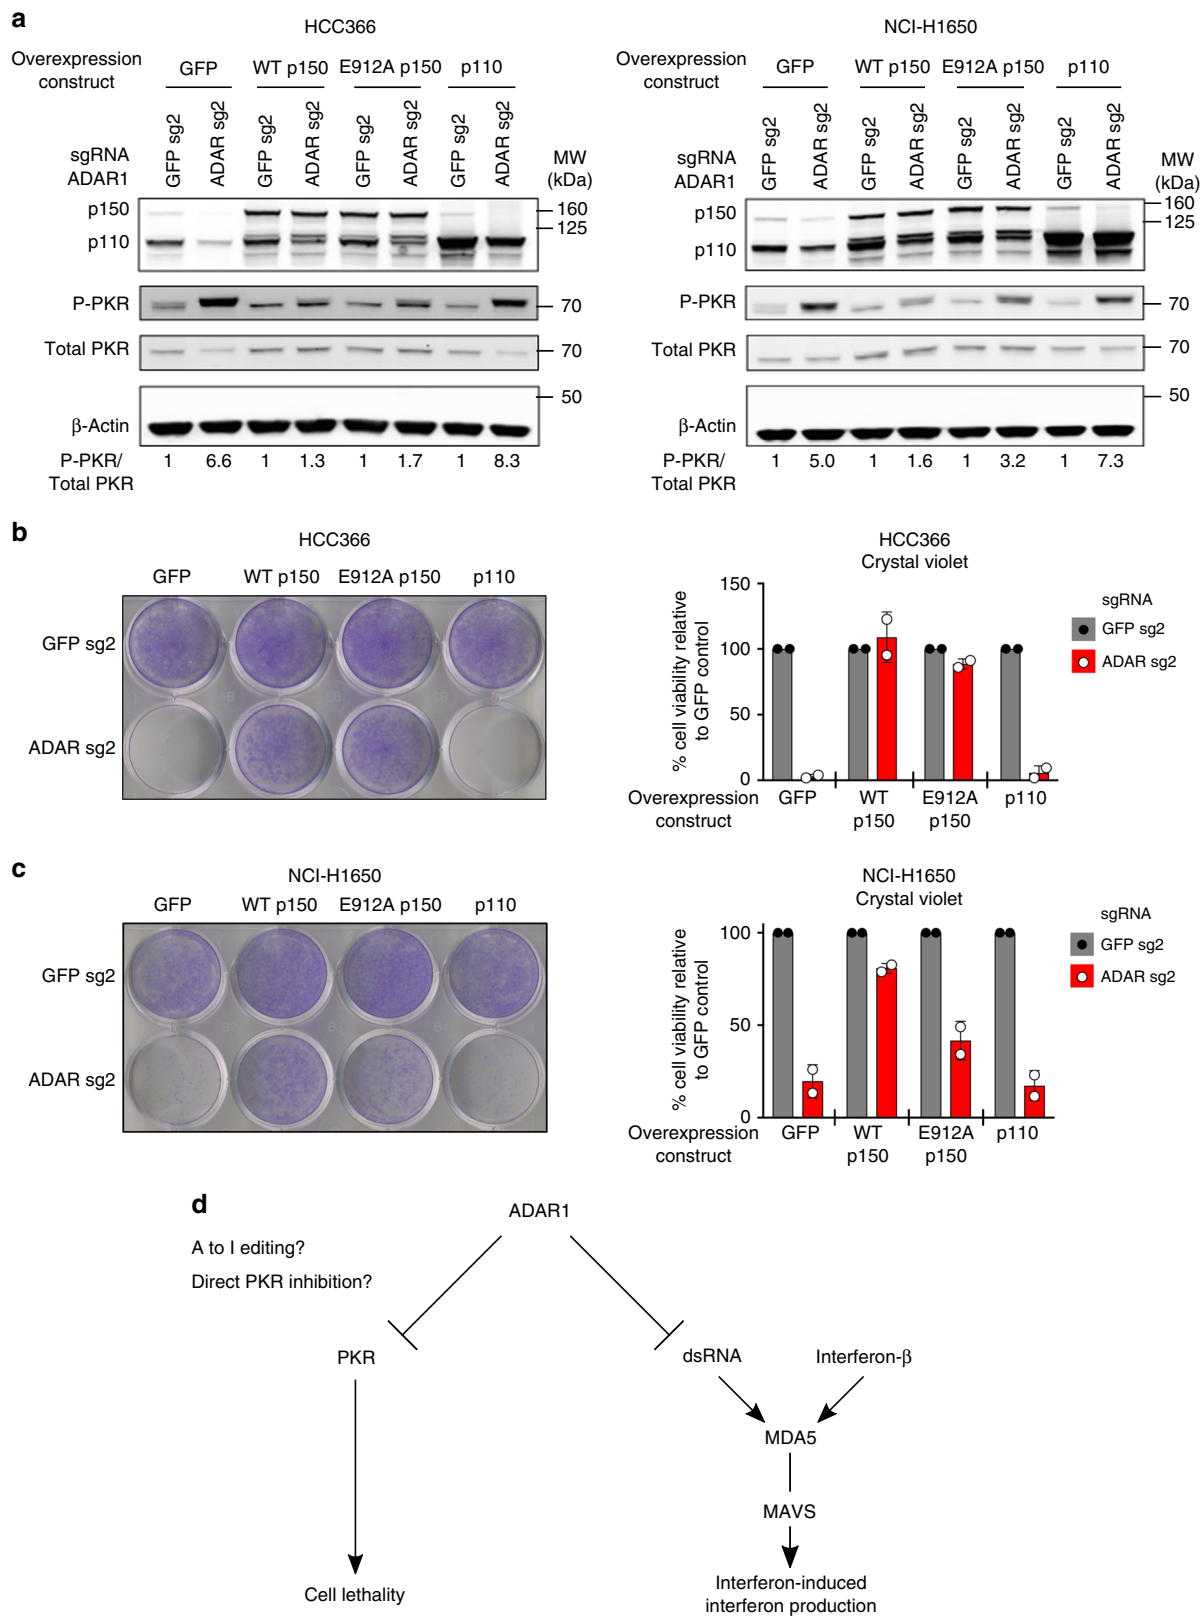 a
HCC366
Overexpression construct
GFP
WT p150
E912A p150
p110
sgRNA
GFP sg2
ADAR sg2
GFP sg2
ADAR sg2
GFP sg2
ADAR sg2
GFP sg2
ADAR sg2
MW (kDa)
ADAR1
p150
p110
160
125
P-PKR
70
Total PKR
70
50
β-Actin
P-PKR/ Total PKR
1 6.6 1 1.3 1 1.7 1 8.3
NCI-H1650
Overexpression construct
GFP
WT p150
E912A p150
p110
sgRNA
GFP sg2
ADAR sg2
GFP sg2
ADAR sg2
GFP sg2
ADAR sg2
GFP sg2
ADAR sg2
MW (kDa)
ADAR1
p150
p110
160
125
P-PKR
70
Total PKR
70
50
β-Actin
P-PKR/ Total PKR
1 5.0 1 1.6 1 3.2 1 7.3
b
HCC366
GFP
WT p150
E912A p150
p110
GFP sg2
ADAR sg2
HCC366
Crystal violet
% cell viability relative
to GFP control
150
100
50
0
sgRNA
GFP sg2
ADAR sg2
Overexpression construct
GFP
WT p150
E912A p150
p110
c
NCI-H1650
GFP
WT p150
E912A p150
p110
GFP sg2
ADAR sg2
NCI-H1650
Crystal violet
% cell viability relative
to GFP control
100
50
0
sgRNA
GFP sg2
ADAR sg2
Overexpression construct
GFP
WT p150
E912A p150
p110
d
ADAR1
A to I editing?
Direct PKR inhibition?
PKR
dsRNA
Interferon-β
MDA5
MAVS
Cell lethality
Interferon-induced
interferon production